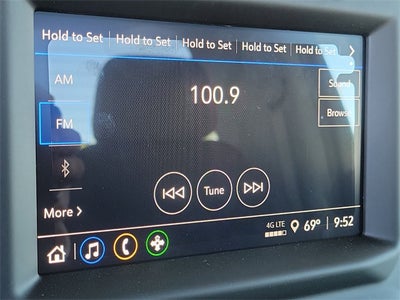 Hold to Set Hold to Set Hold to Set Hold to Set Hold to Set
AM
100.9
Sound
FM
Browse
Tune
More
4G LTE
69° 9:52